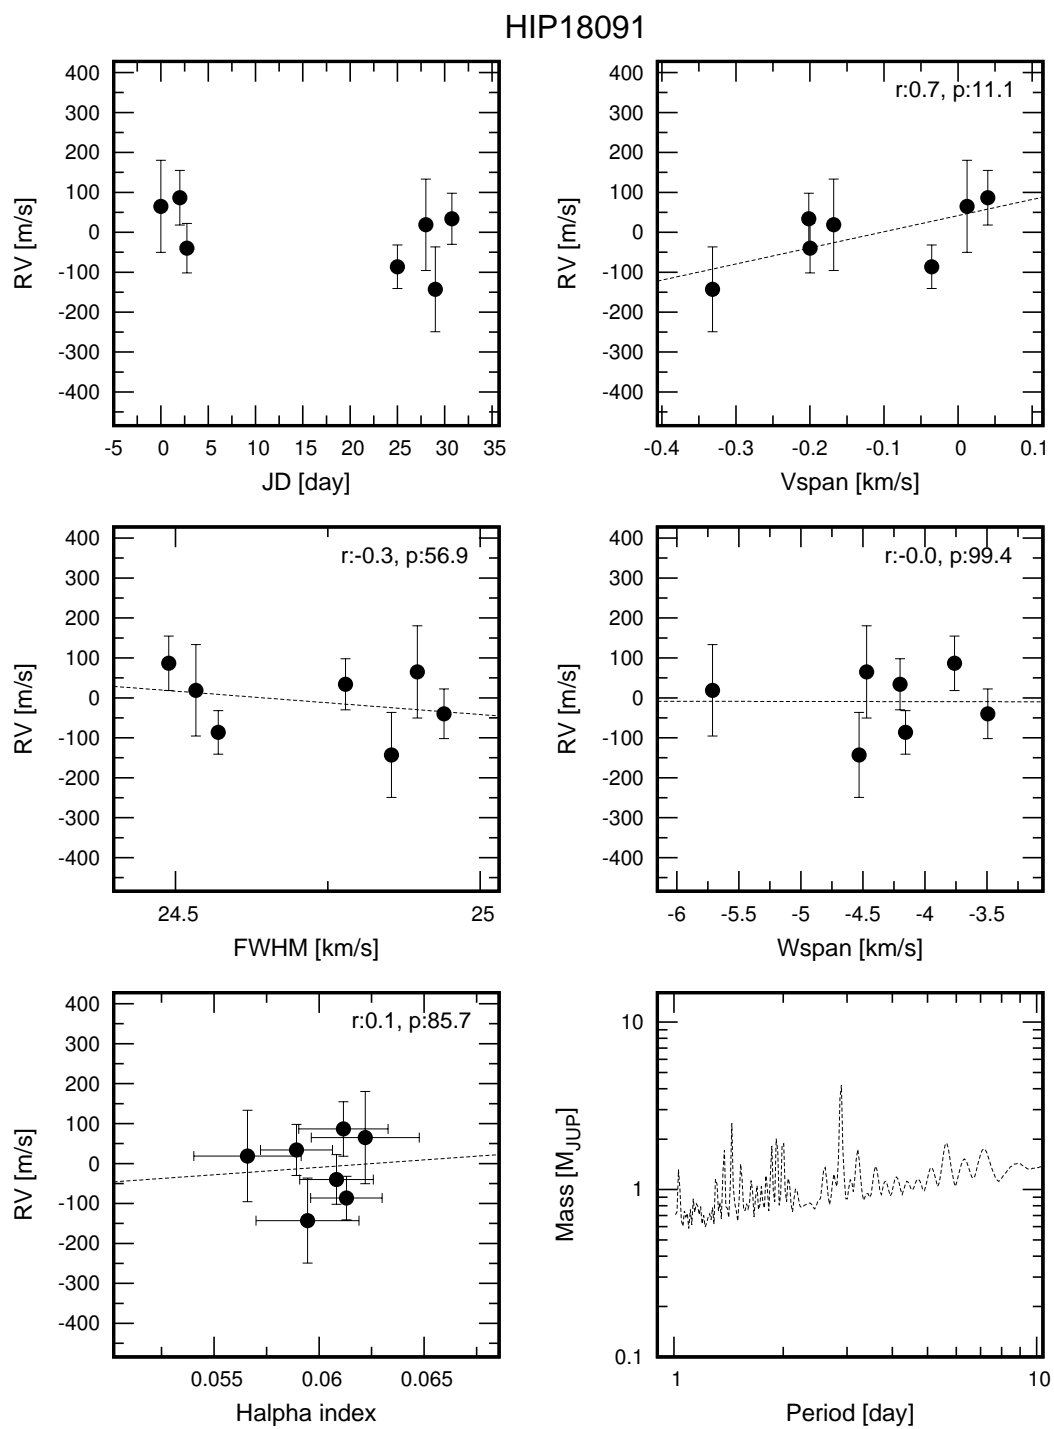 HIP18091
400
300
200
100
0
-100
-200
-300
-400
RV [m/s]
-5 0 5 10 15 20 25 30 35
JD [day]
r:0.7, p:11.1
400
300
200
100
0
-100
-200
-300
-400
RV [m/s]
-0.4 -0.3 -0.2 -0.1 0 0.1
Vspan [km/s]
r:-0.3, p:56.9
400
300
200
100
0
-100
-200
-300
-400
RV [m/s]
24.5 25
FWHM [km/s]
r:-0.0, p:99.4
400
300
200
100
0
-100
-200
-300
-400
RV [m/s]
-6 -5.5 -5 -4.5 -4 -3.5
Wspan [km/s]
r:0.1, p:85.7
400
300
200
100
0
-100
-200
-300
-400
RV [m/s]
0.055 0.06 0.065
Halpha index
10
1
0.1
Mass [M_JUP]
1 10
Period [day]